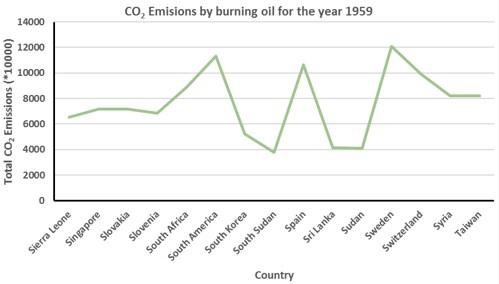 CO2 Emisions by burning oil for the year 1959
Total CO2 Emissions (*10000)
14000
12000
10000
8000
6000
4000
2000
0
Sierra Leone
Singapore
Slovakia
Slovenia
South Africa
South America
South Korea
South Sudan
Spain
Sri Lanka
Sudan
Sweden
Switzerland
Syria
Taiwan
Country